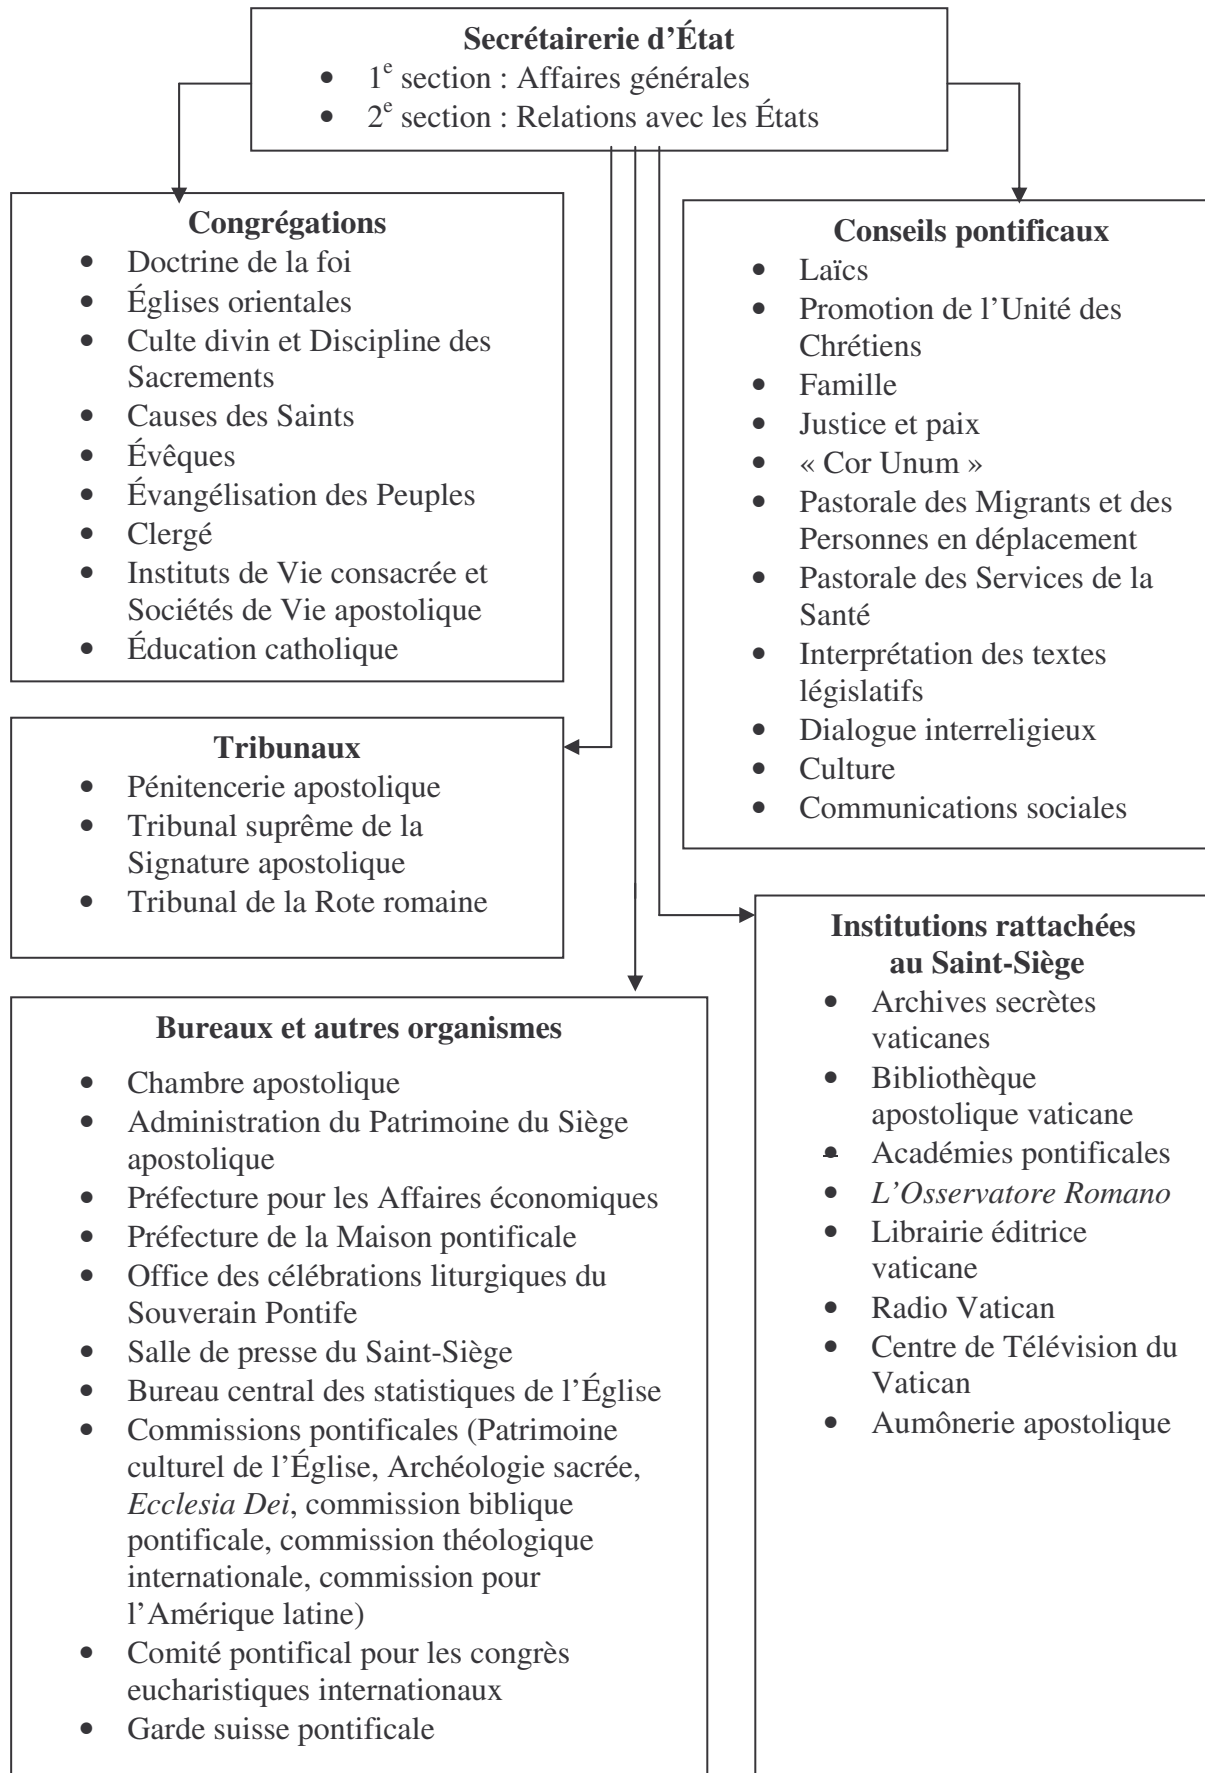 Secrétairerie d’État
• 1e section : Affaires générales
• 2e section : Relations avec les États
Congrégations
• Doctrine de la foi
• Églises orientales
• Culte divin et Discipline des
Sacrements
• Causes des Saints
• Évêques
• Évangélisation des Peuples
• Clergé
• Instituts de Vie consacrée et
Sociétés de Vie apostolique
• Éducation catholique
Conseils pontificaux
• Laïcs
• Promotion de l’Unité des
Chrétiens
• Famille
• Justice et paix
• « Cor Unum »
• Pastorale des Migrants et des
Personnes en déplacement
• Pastorale des Services de la
Santé
• Interprétation des textes
législatifs
• Dialogue interreligieux
• Culture
• Communications sociales
Tribunaux
• Pénitencerie apostolique
• Tribunal suprême de la
Signature apostolique
• Tribunal de la Rote romaine
Bureaux et autres organismes
• Chambre apostolique
• Administration du Patrimoine du Siège
apostolique
• Préfecture pour les Affaires économiques
• Préfecture de la Maison pontificale
• Office des célébrations liturgiques du
Souverain Pontife
• Salle de presse du Saint-Siège
• Bureau central des statistiques de l’Église
• Commissions pontificales (Patrimoine
culturel de l’Église, Archéologie sacrée,
Ecclesia Dei, commission biblique
pontificale, commission théologique
internationale, commission pour
l’Amérique latine)
• Comité pontifical pour les congrès
eucharistiques internationaux
• Garde suisse pontificale
Institutions rattachées
au Saint-Siège
• Archives secrètes
vaticanes
• Bibliothèque
apostolique vaticane
• Académies pontificales
• L’Osservatore Romano
• Librairie éditrice
vaticane
• Radio Vatican
• Centre de Télévision du
Vatican
• Aumônerie apostolique